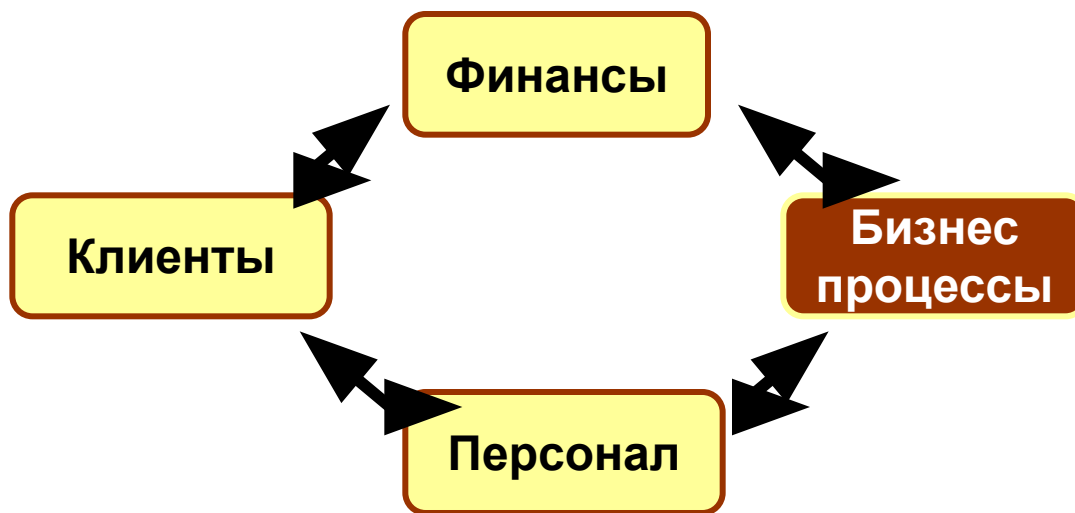 Финансы
Клиенты
Бизнес
процессы
Персонал